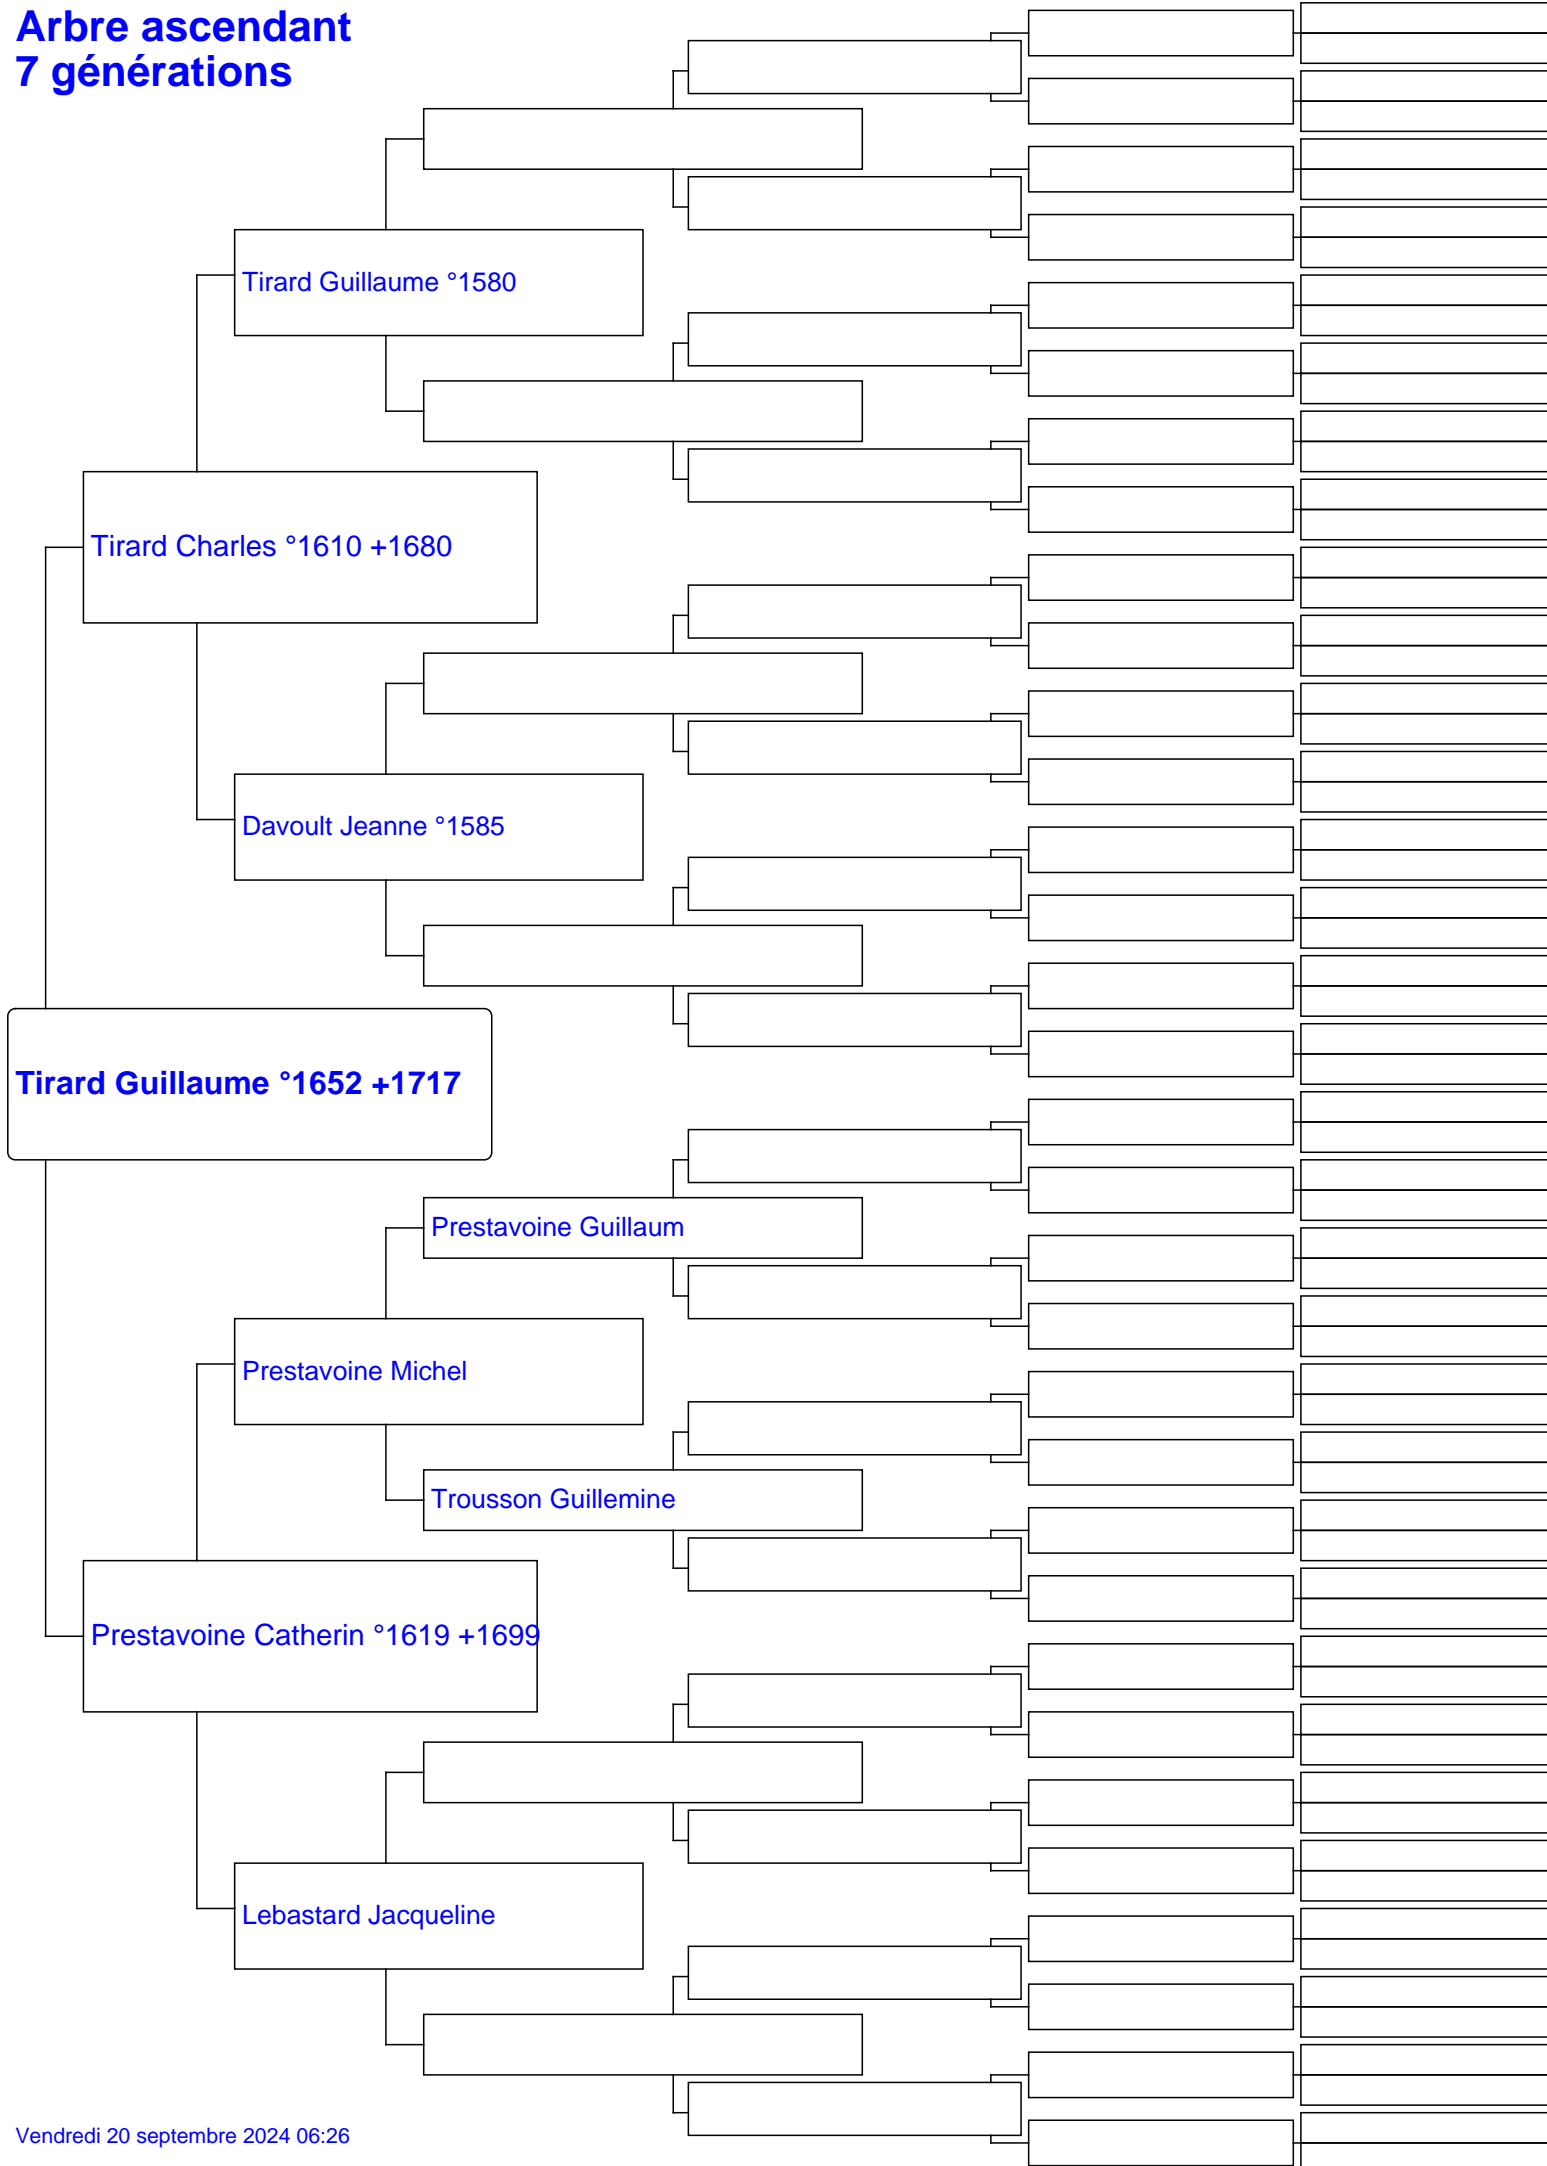 Arbre ascendant
7 générations
Tirard Guillaume °1580
Tirard Charles °1610 +1680
Davoult Jeanne °1585
Tirard Guillaume °1652 +1717
Prestavoine Guillaum
Prestavoine Michel
Trousson Guillemine
Prestavoine Catherin °1619 +1699
Lebastard Jacqueline
Vendredi 20 septembre 2024 06:26